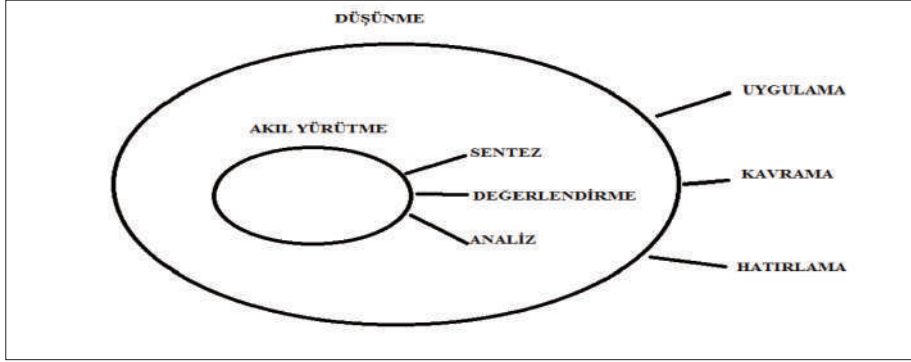 DÜŞÜNME
UYGULAMA
AKIL YÜRÜTME
SENTEZ
KAVRAMA
DEĞERLENDİRME
ANALİZ
HATIRLAMA